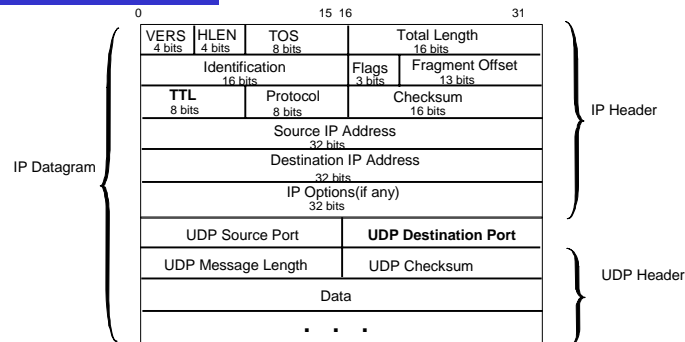 0 15 16 31
VERS HLEN TOS Total Length
4 bits 4 bits 8 bits 16 bits
Identification Flags Fragment Offset
16 bits 3 bits 13 bits
TTL Protocol Checksum
8 bits 8 bits 16 bits
IP Header
Source IP Address
32 bits
IP Datagram
Destination IP Address
32 bits
IP Options(if any)
32 bits
UDP Source Port UDP Destination Port
UDP Message Length UDP Checksum
UDP Header
Data
. . .